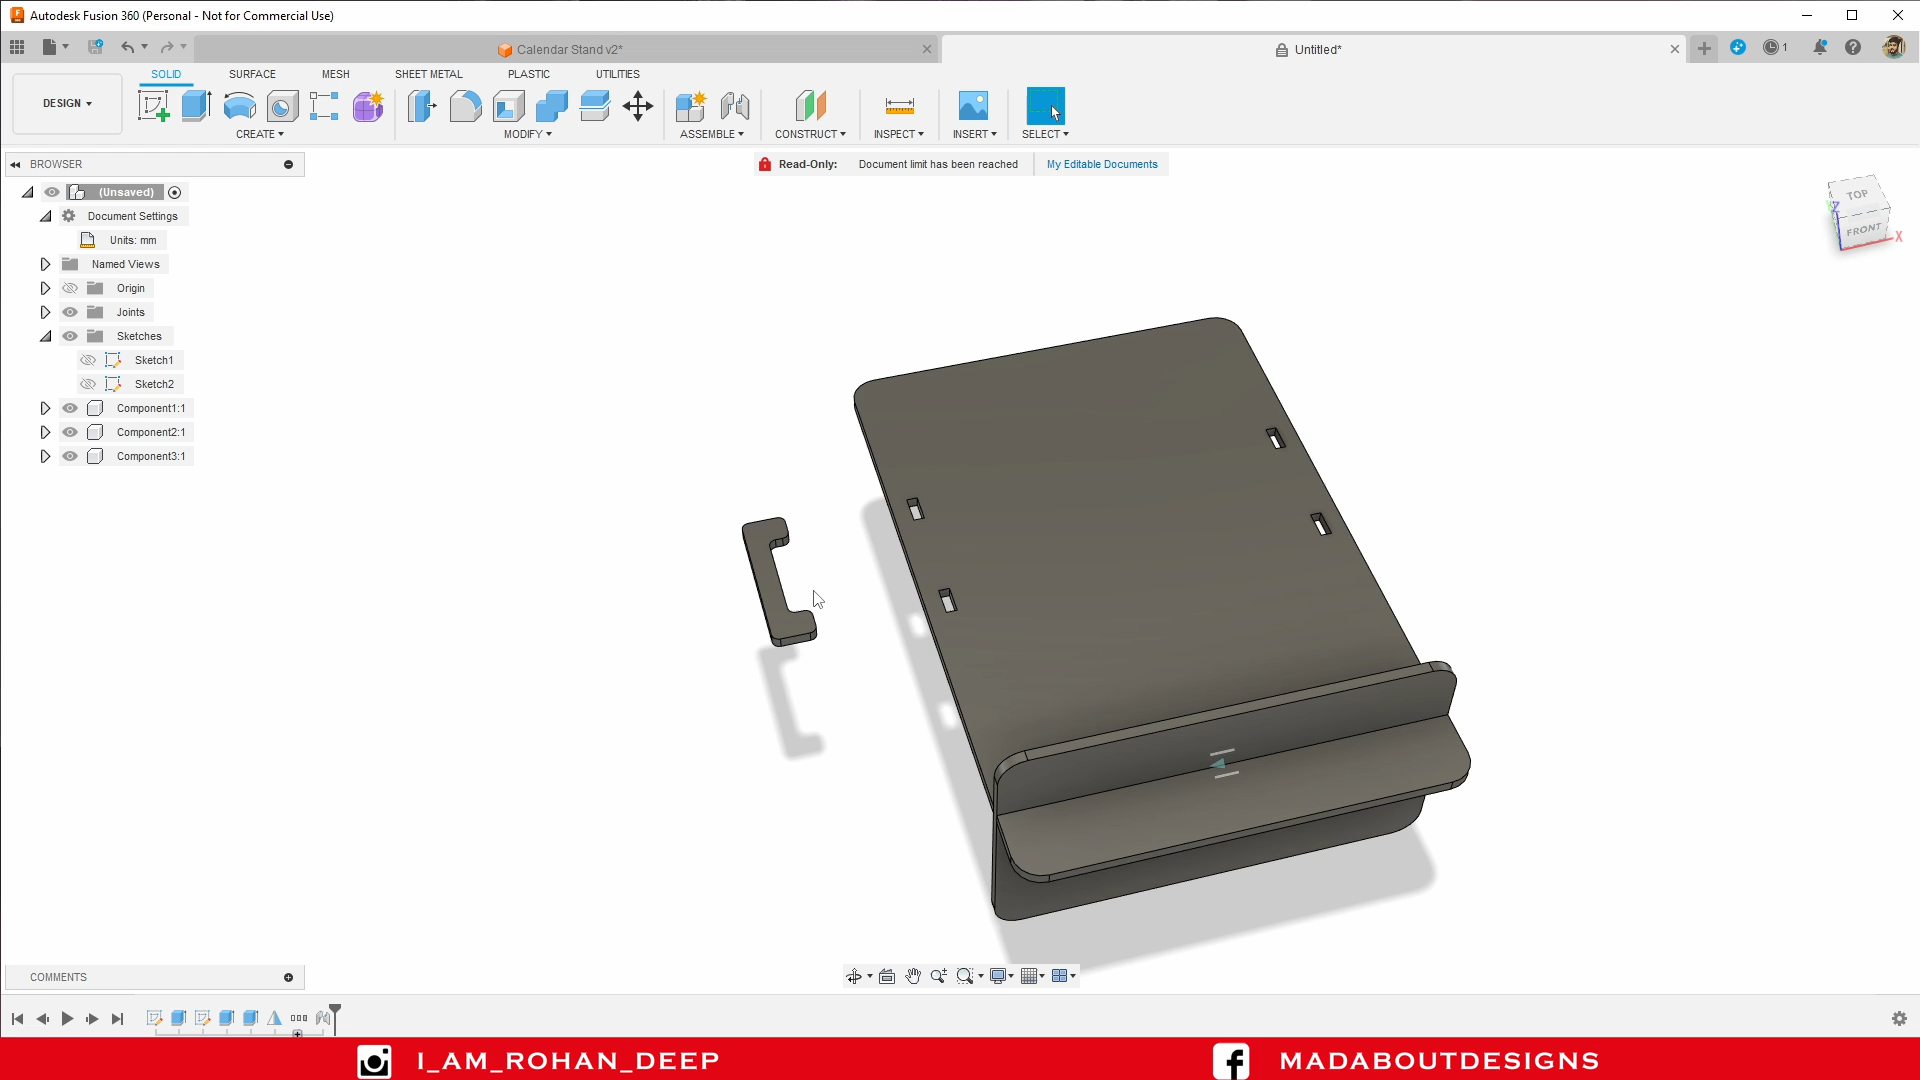 Autodesk Fusion 360 (Personal - Not for Commercial Use)
Calendar Stand v2*
Untitled*
1
DESIGN
SOLID
SURFACE
MESH
SHEET METAL
PLASTIC
UTILITIES
CREATE
MODIFY
ASSEMBLE
CONSTRUCT
INSPECT
INSERT
SELECT
BROWSER
Read-Only: Document limit has been reached My Editable Documents
(Unsaved)
Document Settings
Units: mm
Named Views
Origin
Joints
Sketches
Sketch1
Sketch2
Component1:1
Component2:1
Component3:1
TOP
FRONT
Z
X
COMMENTS
I_AM_ROHAN_DEEP
MADABOUTDESIGNS